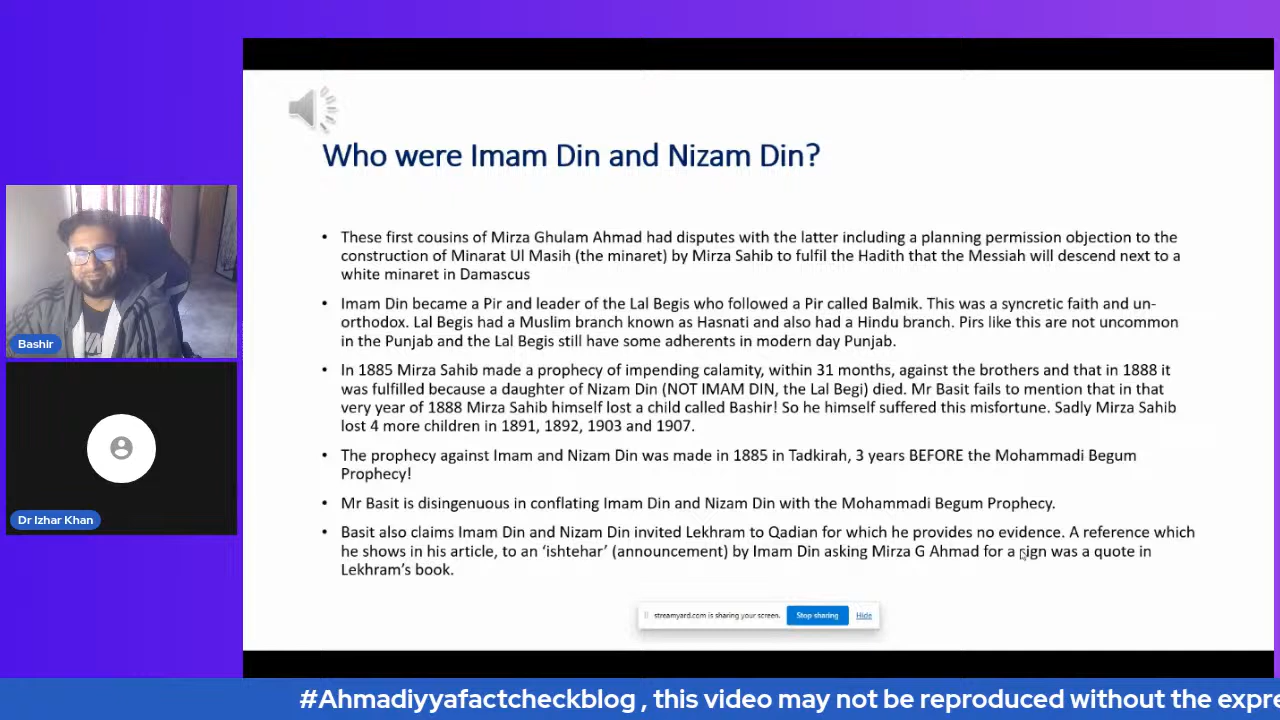 Who were Imam Din and Nizam Din?
• These first cousins of Mirza Ghulam Ahmad had disputes with the latter including a planning permission objection to the
construction of Minarat Ul Masih (the minaret) by Mirza Sahib to fulfil the Hadith that the Messiah will descend next to a
white minaret in Damascus
• Imam Din became a Pir and leader of the Lal Begis who followed a Pir called Balmik. This was a syncretic faith and un-
orthodox. Lal Begis had a Muslim branch known as Hasnati and also had a Hindu branch. Pirs like this are not uncommon
in the Punjab and the Lal Begis still have some adherents in modern day Punjab.
• In 1885 Mirza Sahib made a prophecy of impending calamity, within 31 months, against the brothers and that in 1888 it
was fulfilled because a daughter of Nizam Din (NOT IMAM DIN, the Lal Begi) died. Mr Basit fails to mention that in that
very year of 1888 Mirza Sahib himself lost a child called Bashir! So he himself suffered this misfortune. Sadly Mirza Sahib
lost 4 more children in 1891, 1892, 1903 and 1907.
• The prophecy against Imam and Nizam Din was made in 1885 in Tadkirah, 3 years BEFORE the Mohammadi Begum
Prophecy!
• Mr Basit is disingenuous in conflating Imam Din and Nizam Din with the Mohammadi Begum Prophecy.
• Basit also claims Imam Din and Nizam Din invited Lekhram to Qadian for which he provides no evidence. A reference which
he shows in his article, to an ‘ishtehar’ (announcement) by Imam Din asking Mirza G Ahmad for a sign was a quote in
Lekhram’s book.
Bashir
Dr Izhar Khan
streamyard.com is sharing your screen. Stop sharing Hide
#Ahmadiyyafactcheckblog , this video may not be reproduced without the expre